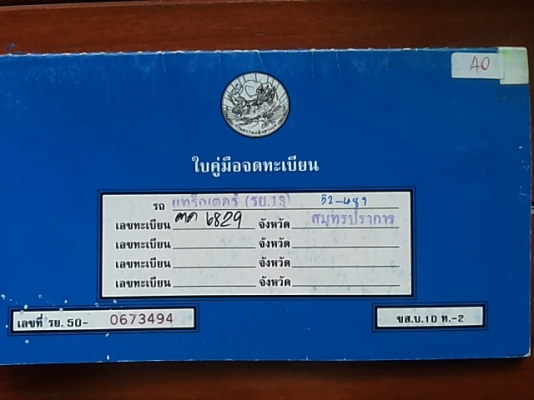 40
ใบคู่มือจดทะเบียน
รถ แทร็กเตอร์ (รย.13) 52-481
เลขทะเบียน ตค 6829 จังหวัด สมุทรปราการ
เลขทะเบียน จังหวัด
เลขทะเบียน จังหวัด
เลขทะเบียน จังหวัด
เลขที่ รย. 50- 0673494
ขส.บ.10 ท.-2